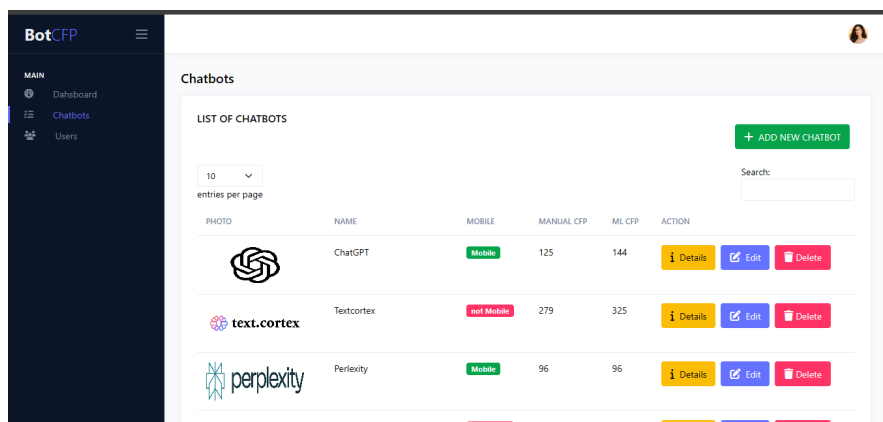 BotCFP
MAIN
Dahsboard
Chatbots
Users
Chatbots
LIST OF CHATBOTS
+ ADD NEW CHATBOT
10
entries per page
Search:
PHOTO NAME MOBILE MANUAL CFP ML CFP ACTION
ChatGPT Mobile 125 144 Details Edit Delete
text.cortex Textcortex not Mobile 279 325 Details Edit Delete
perplexity Perlexity Mobile 96 96 Details Edit Delete